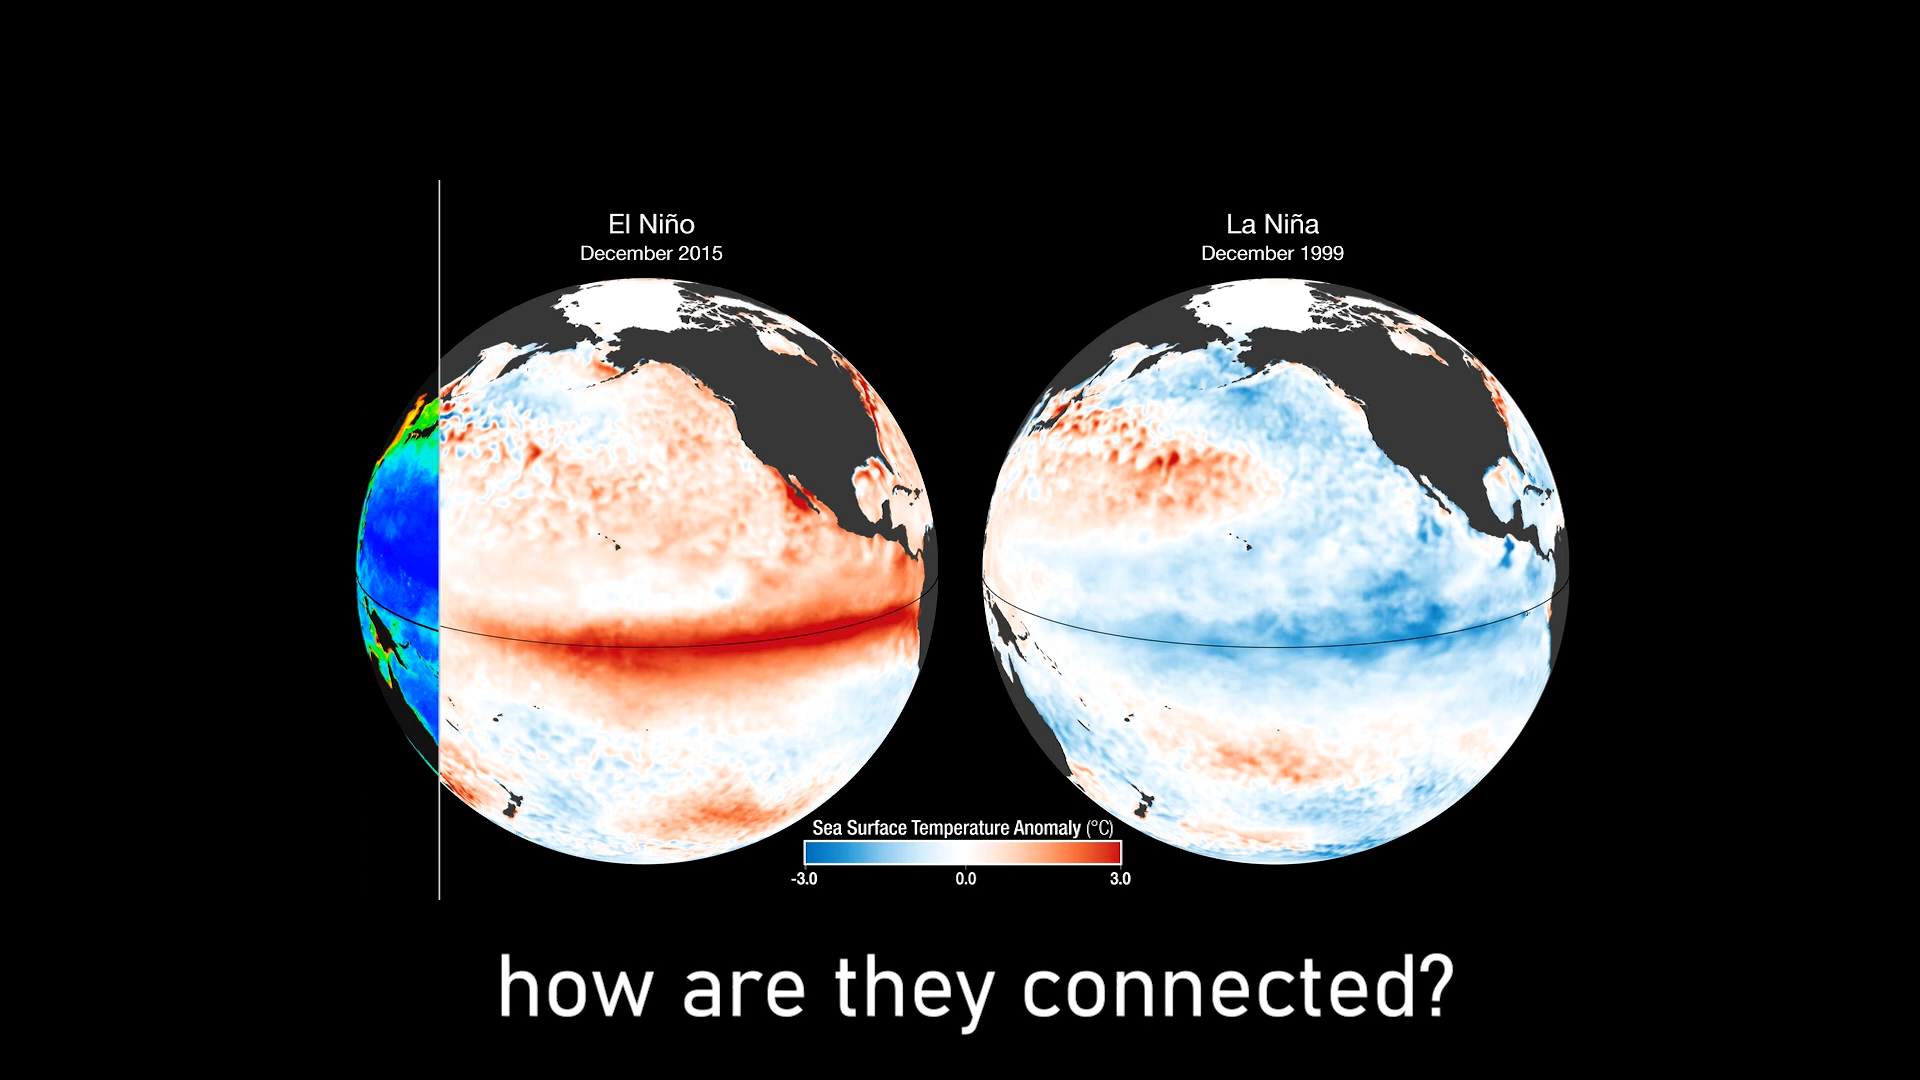 El Niño
December 2015
La Niña
December 1999
Sea Surface Temperature Anomaly (°C)
-3.0 0.0 3.0
how are they connected?